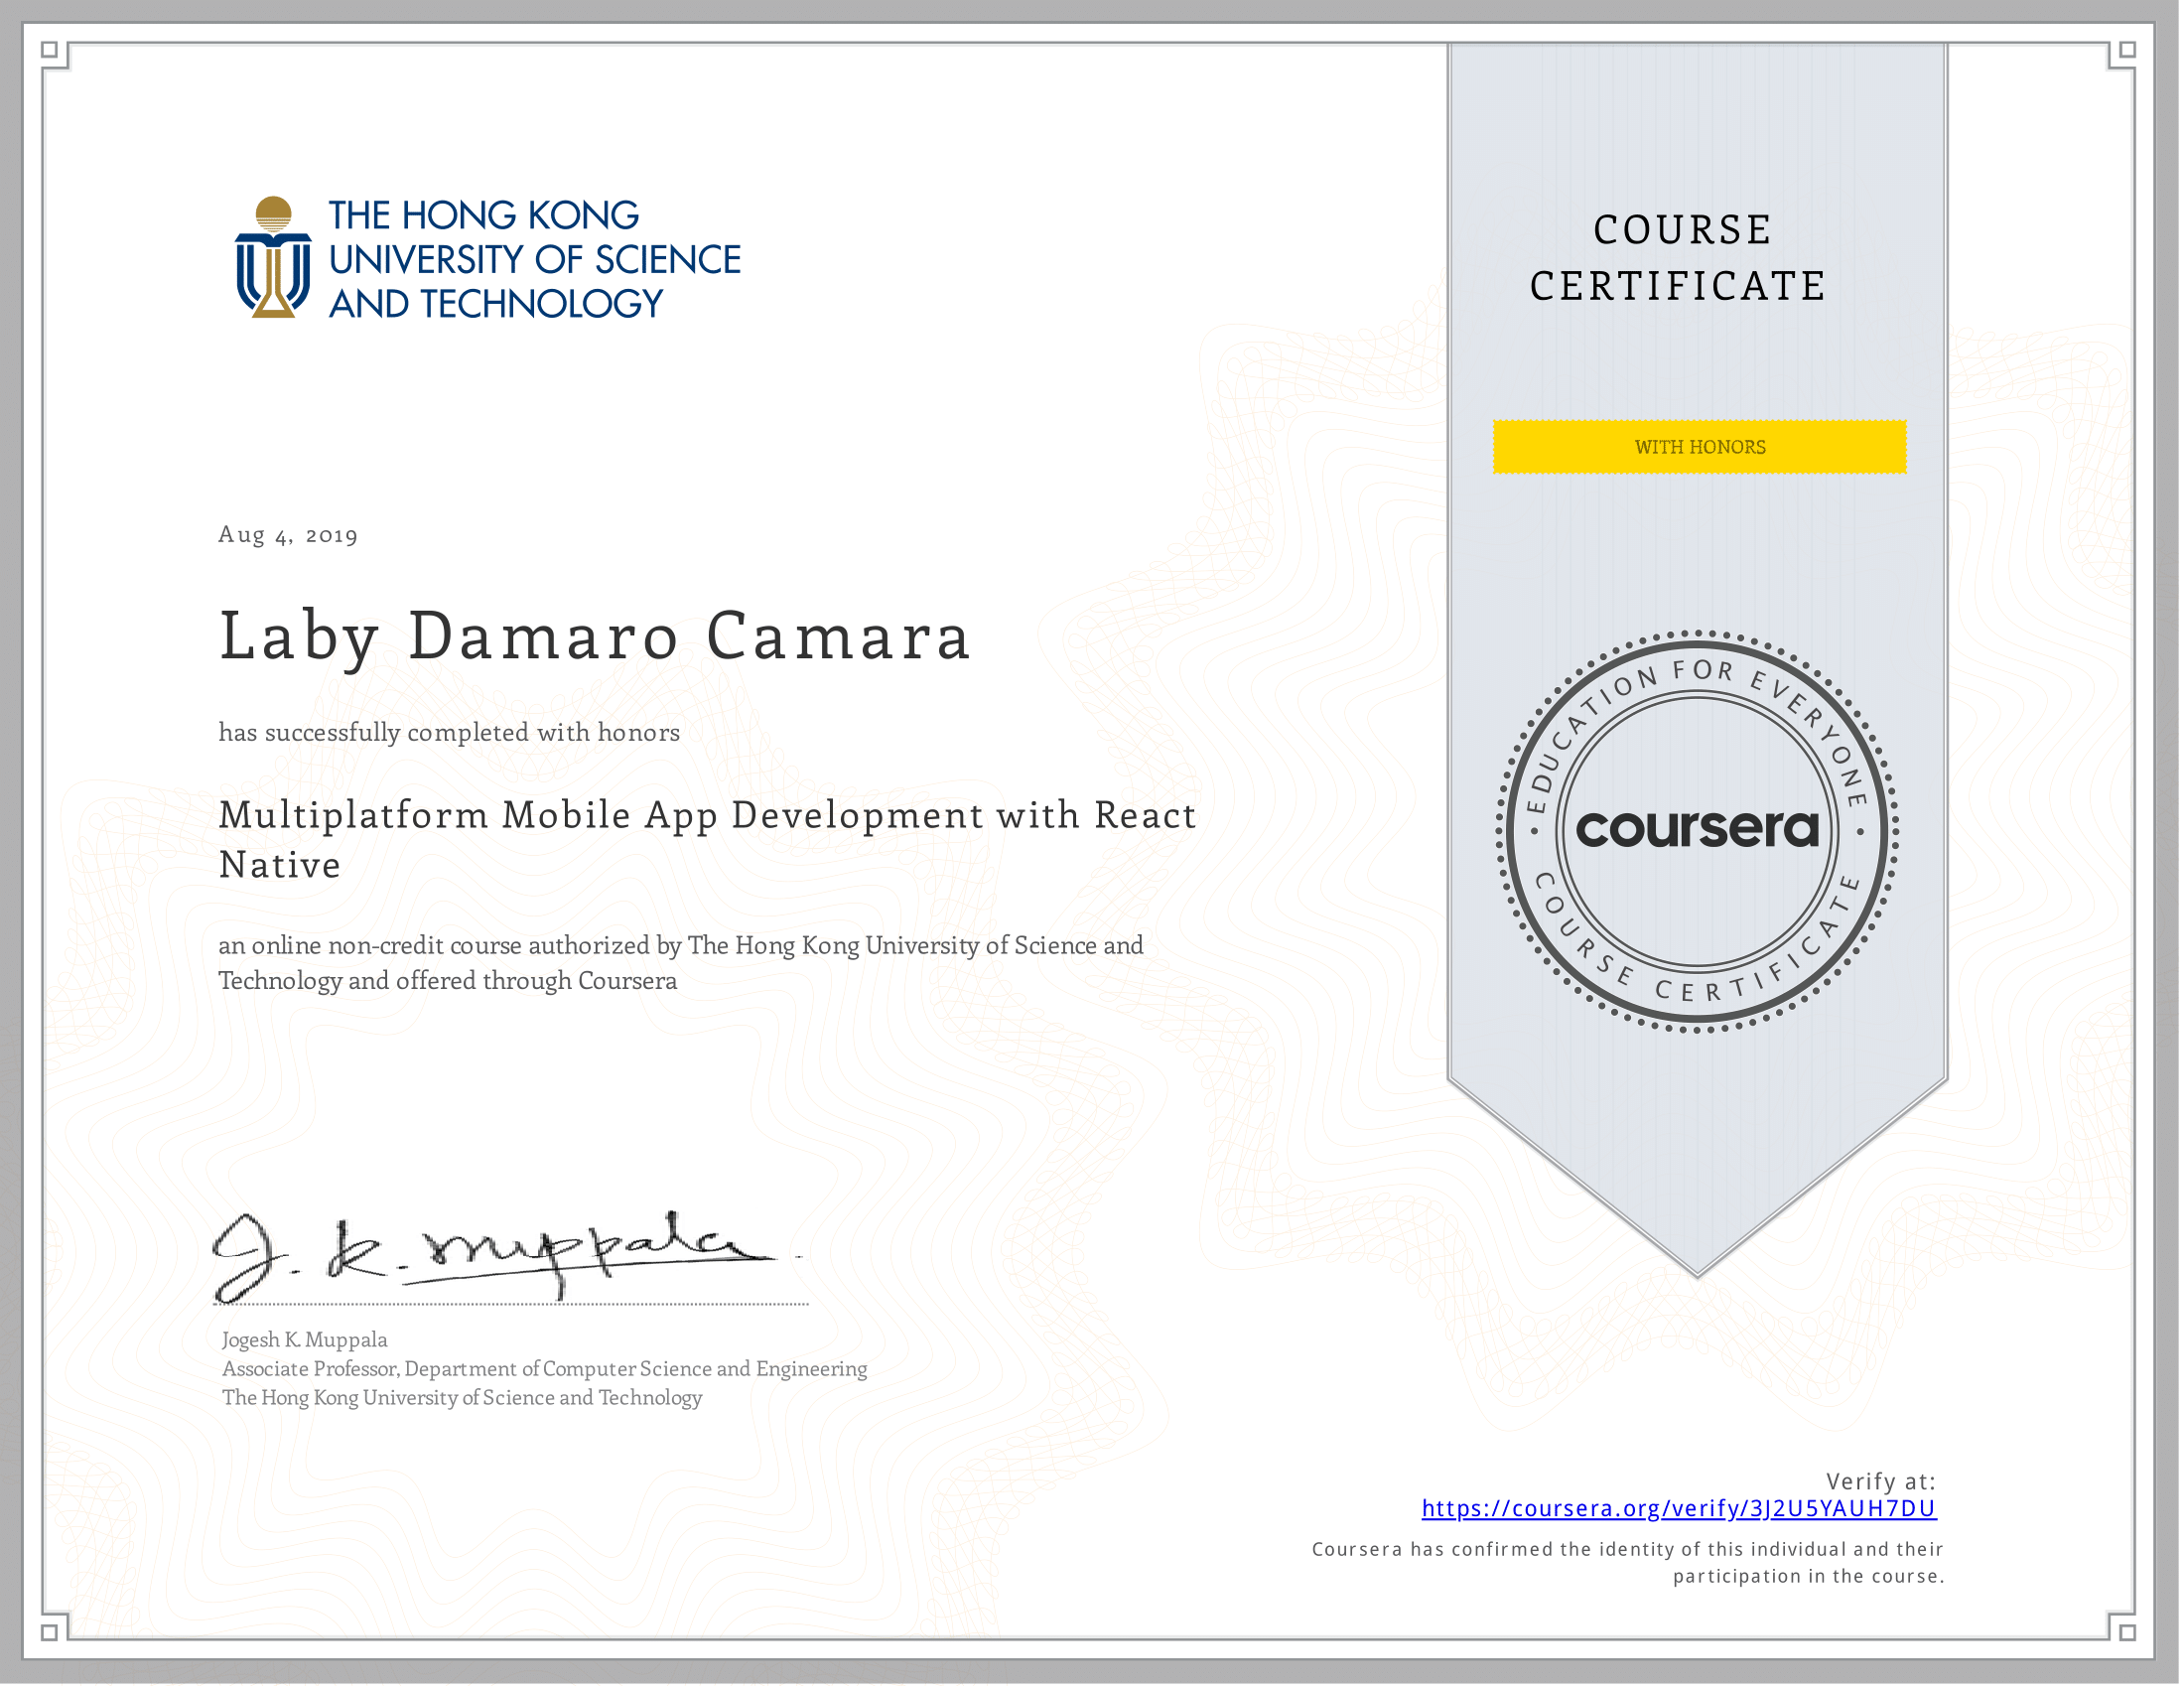 THE HONG KONG
UNIVERSITY OF SCIENCE
AND TECHNOLOGY
COURSE
CERTIFICATE
WITH HONORS
Aug 4, 2019
Laby Damaro Camara
has successfully completed with honors
Multiplatform Mobile App Development with React
Native
an online non-credit course authorized by The Hong Kong University of Science and
Technology and offered through Coursera
EDUCATION FOR EVERYONE
coursera
COURSE CERTIFICATE
J. K. Muppala
Jogesh K. Muppala
Associate Professor, Department of Computer Science and Engineering
The Hong Kong University of Science and Technology
Verify at:
https://coursera.org/verify/3J2U5YAUH7DU
Coursera has confirmed the identity of this individual and their
participation in the course.